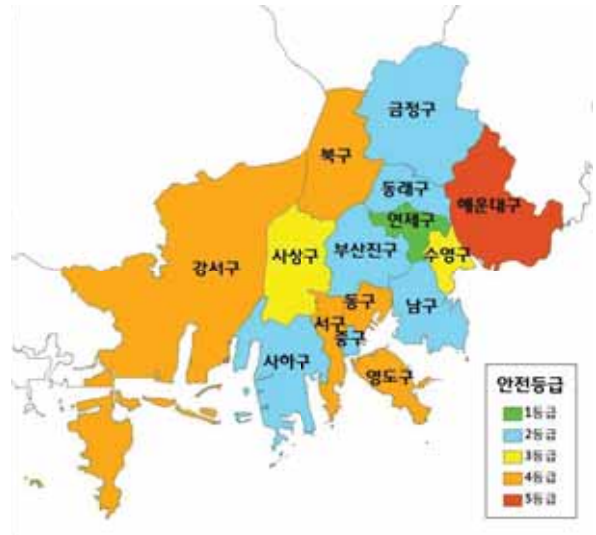 금정구
북구
동래구
해운대구
연제구
부산진구
수영구
사상구
강서구
동구
남구
서구
중구
사하구
영도구
안전등급
1등급
2등급
3등급
4등급
5등급